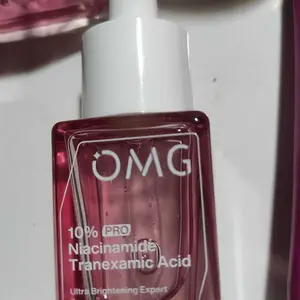 OMG
10% PRO
Niacinamide
Tranexamic Acid
Ultra Brightening Expert